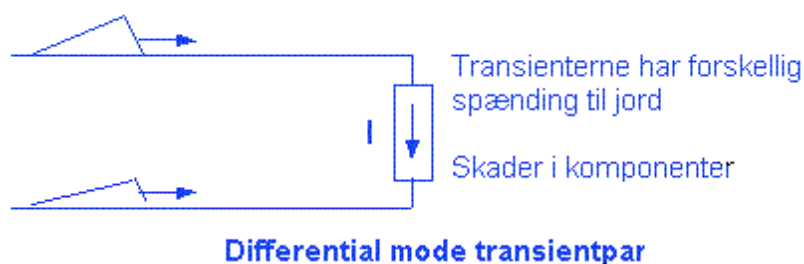 Transienterne har forskellig
spænding til jord
I
Skader i komponenter
Differential mode transientpar